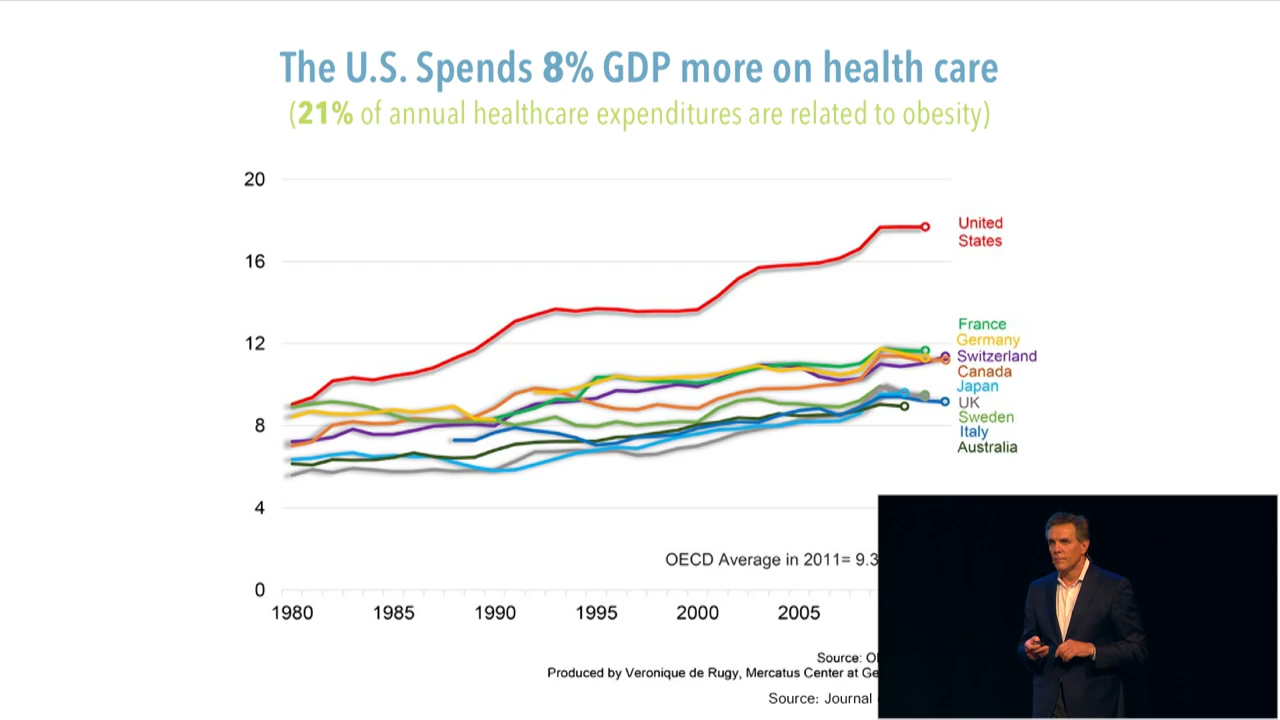 The U.S. Spends 8% GDP more on health care
(21% of annual healthcare expenditures are related to obesity)
20
16
12
8
4
0
United
States
France
Germany
Switzerland
Canada
Japan
UK
Sweden
Italy
Australia
OECD Average in 2011= 9.3
1980 1985 1990 1995 2000 2005
Source:
Produced by Veronique de Rugy, Mercatus Center at
Source: Journal